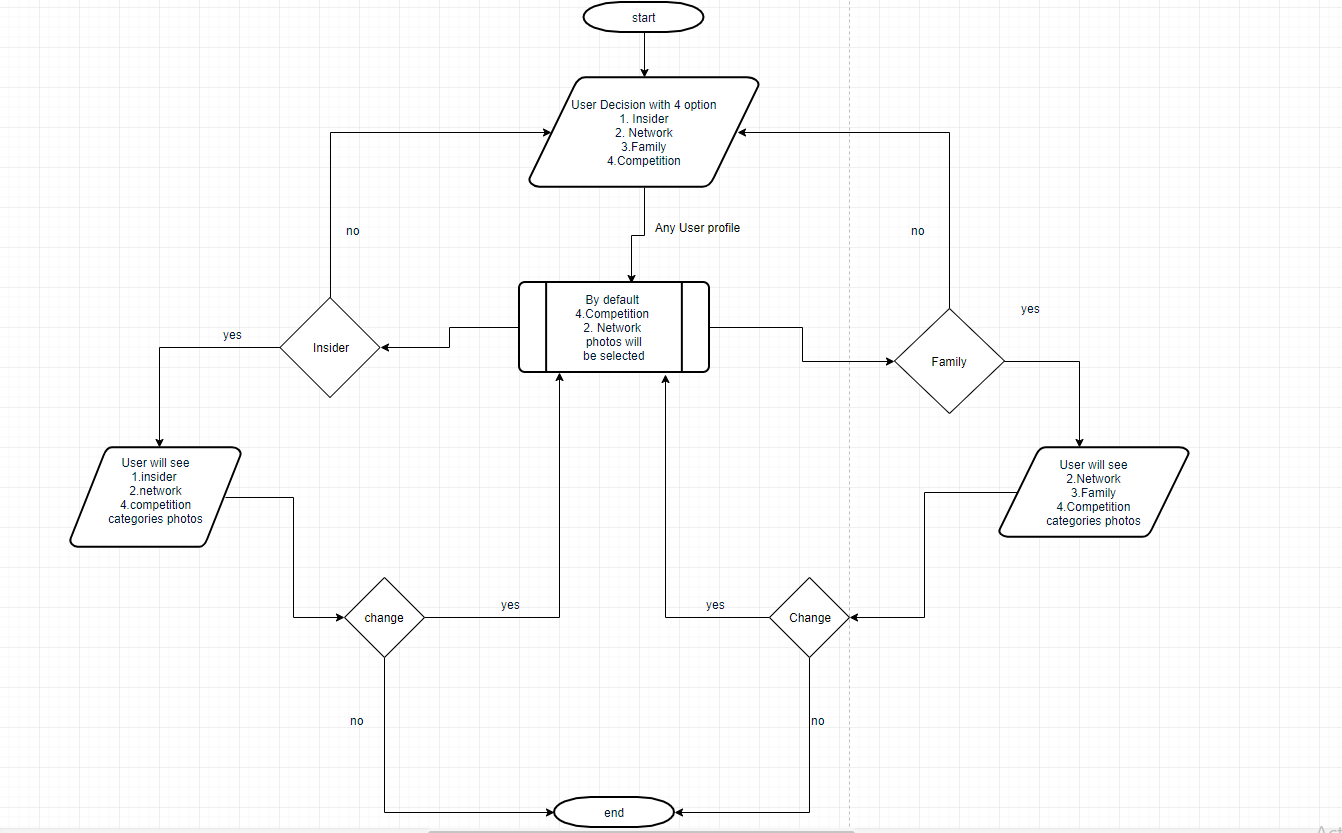 start
User Decision with 4 option
1. Insider
2. Network
3.Family
4.Competition
Any User profile
no
no
By default
4.Competition
2. Network
photos will
be selected
yes
Insider
yes
Family
User will see
1.insider
2.network
4.competition
categories photos
User will see
2.Network
3.Family
4.Competition
categories photos
change
yes
yes
Change
no
no
end